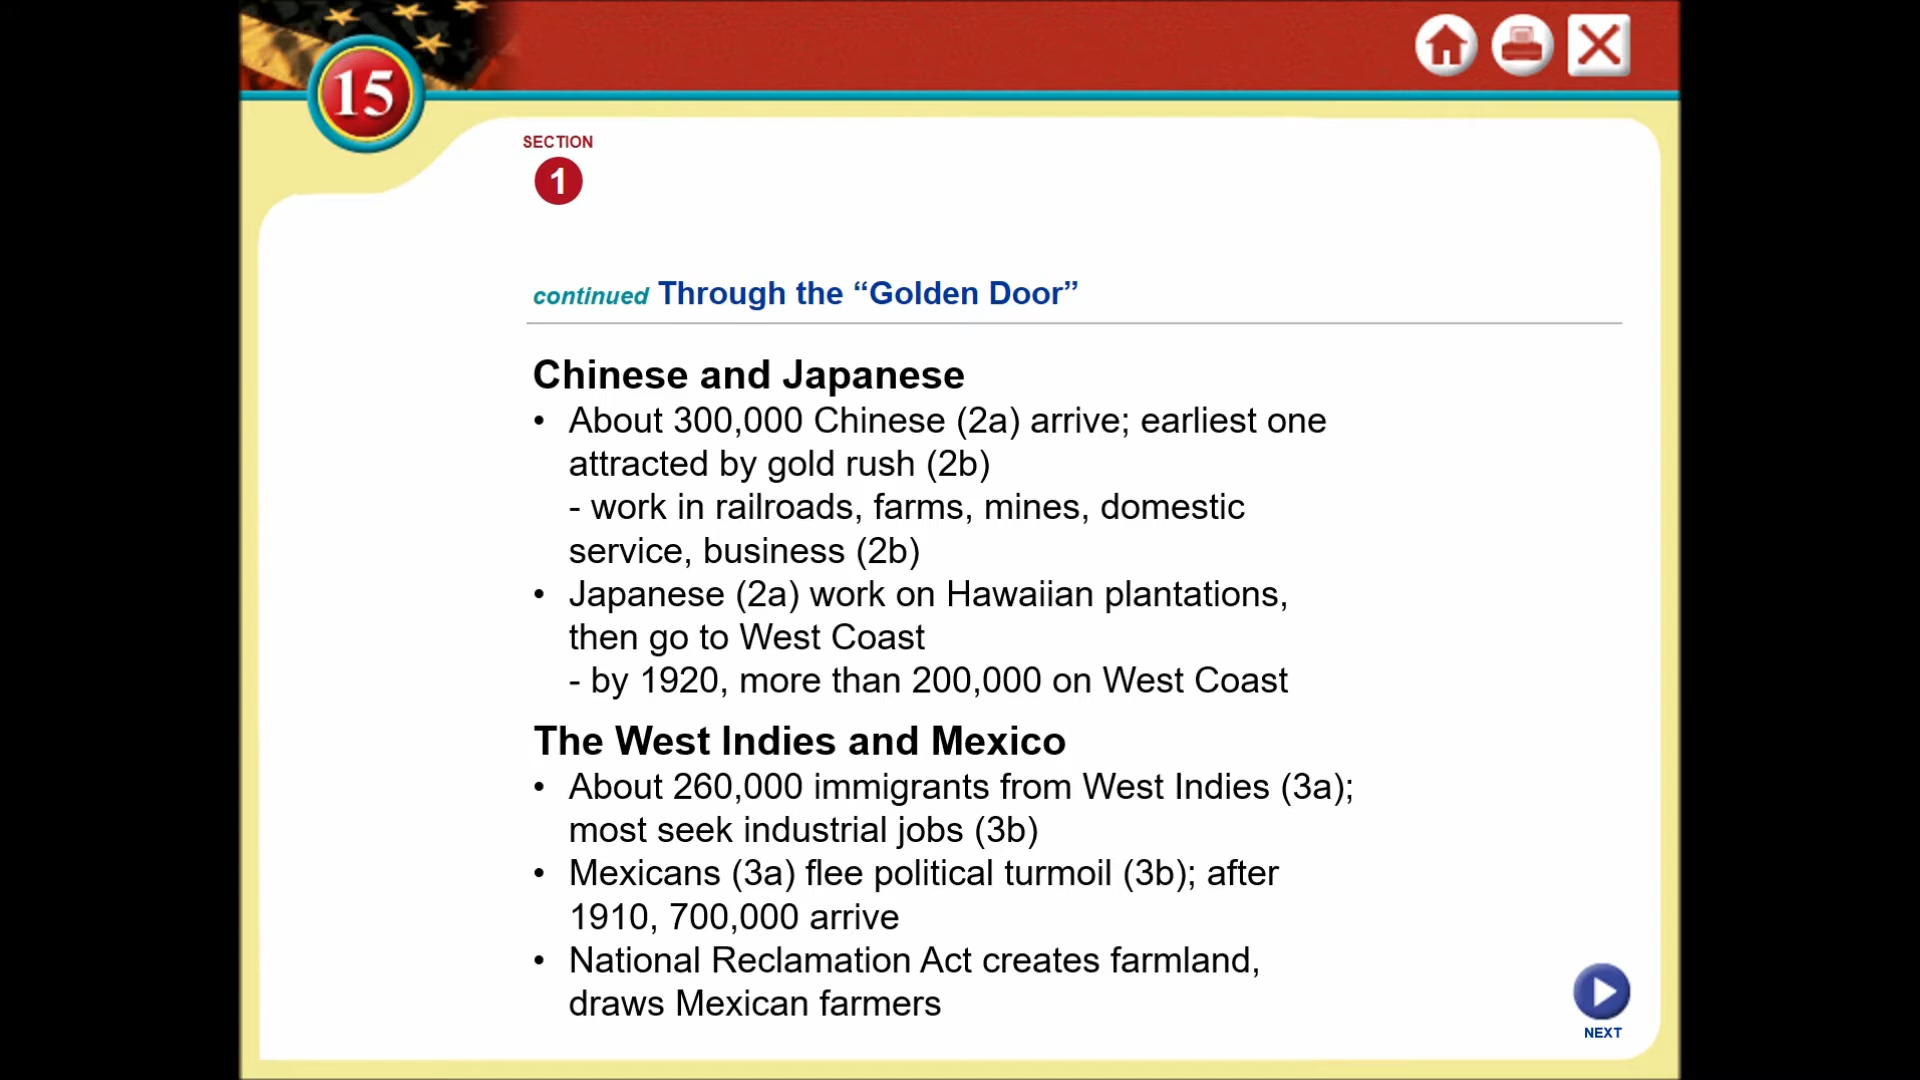 15
SECTION
1
continued Through the “Golden Door”
Chinese and Japanese
• About 300,000 Chinese (2a) arrive; earliest one
attracted by gold rush (2b)
- work in railroads, farms, mines, domestic
service, business (2b)
• Japanese (2a) work on Hawaiian plantations,
then go to West Coast
- by 1920, more than 200,000 on West Coast
The West Indies and Mexico
• About 260,000 immigrants from West Indies (3a);
most seek industrial jobs (3b)
• Mexicans (3a) flee political turmoil (3b); after
1910, 700,000 arrive
• National Reclamation Act creates farmland,
draws Mexican farmers
NEXT